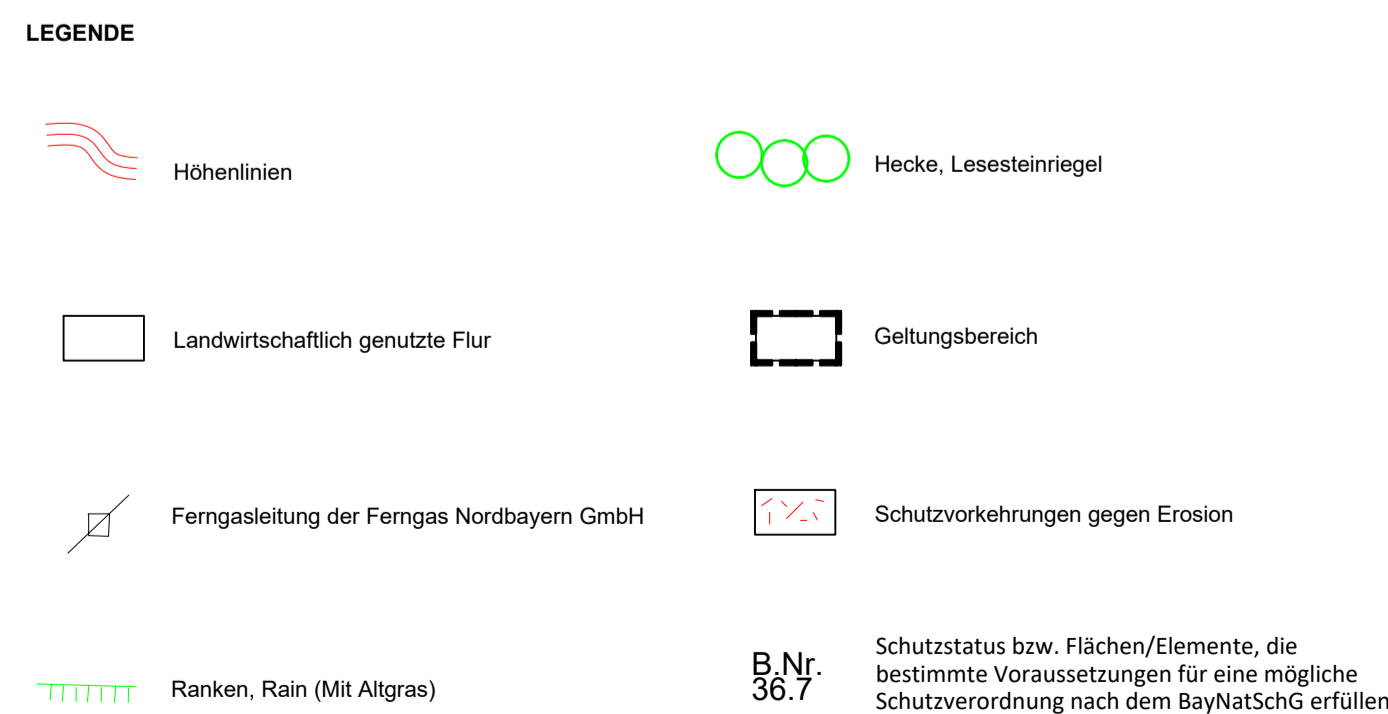 LEGENDE
Höhenlinien
Hecke, Lesesteinriegel
Landwirtschaftlich genutzte Flur
Geltungsbereich
Ferngasleitung der Ferngas Nordbayern GmbH
Schutzvorkehrungen gegen Erosion
Ranken, Rain (Mit Altgras)
B.Nr.
36.7
Schutzstatus bzw. Flächen/Elemente, die
bestimmte Voraussetzungen für eine mögliche
Schutzverordnung nach dem BayNatSchG erfüllen